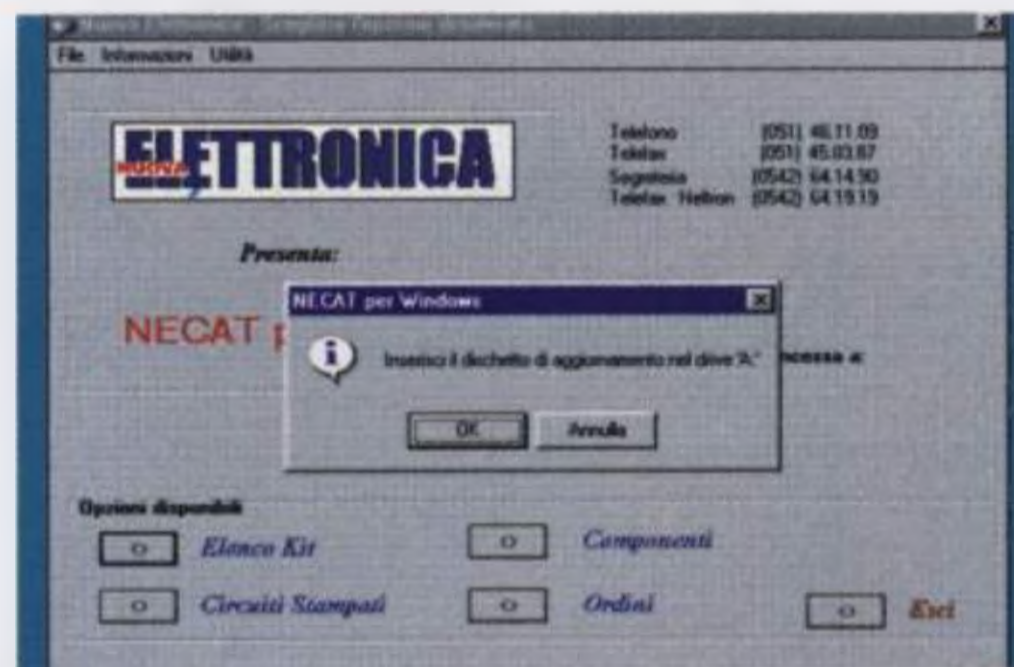 File Informazioni Utilità
NUOVA ELETTRONICA
Telefono (051) 46.11.09
Telefax (051) 45.03.87
Segreteria (0542) 64.14.90
Telefax Neltron (0542) 64.19.19
Presenta:
NECAT p
NECAT per Windows
Inserisci il dischetto di aggiornamento nel drive "A:"
ncesso a:
OK Annulla
Opzioni disponibili
Elenco Kit
Componenti
Circuiti Stampati
Ordini
Esci